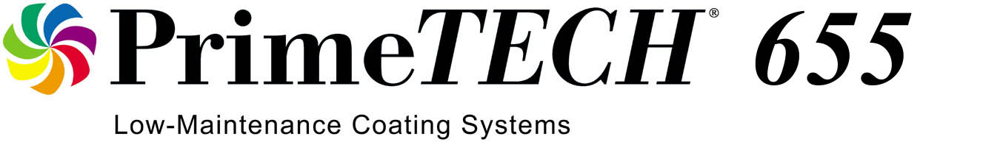 PrimeTECH® 655
Low-Maintenance Coating Systems